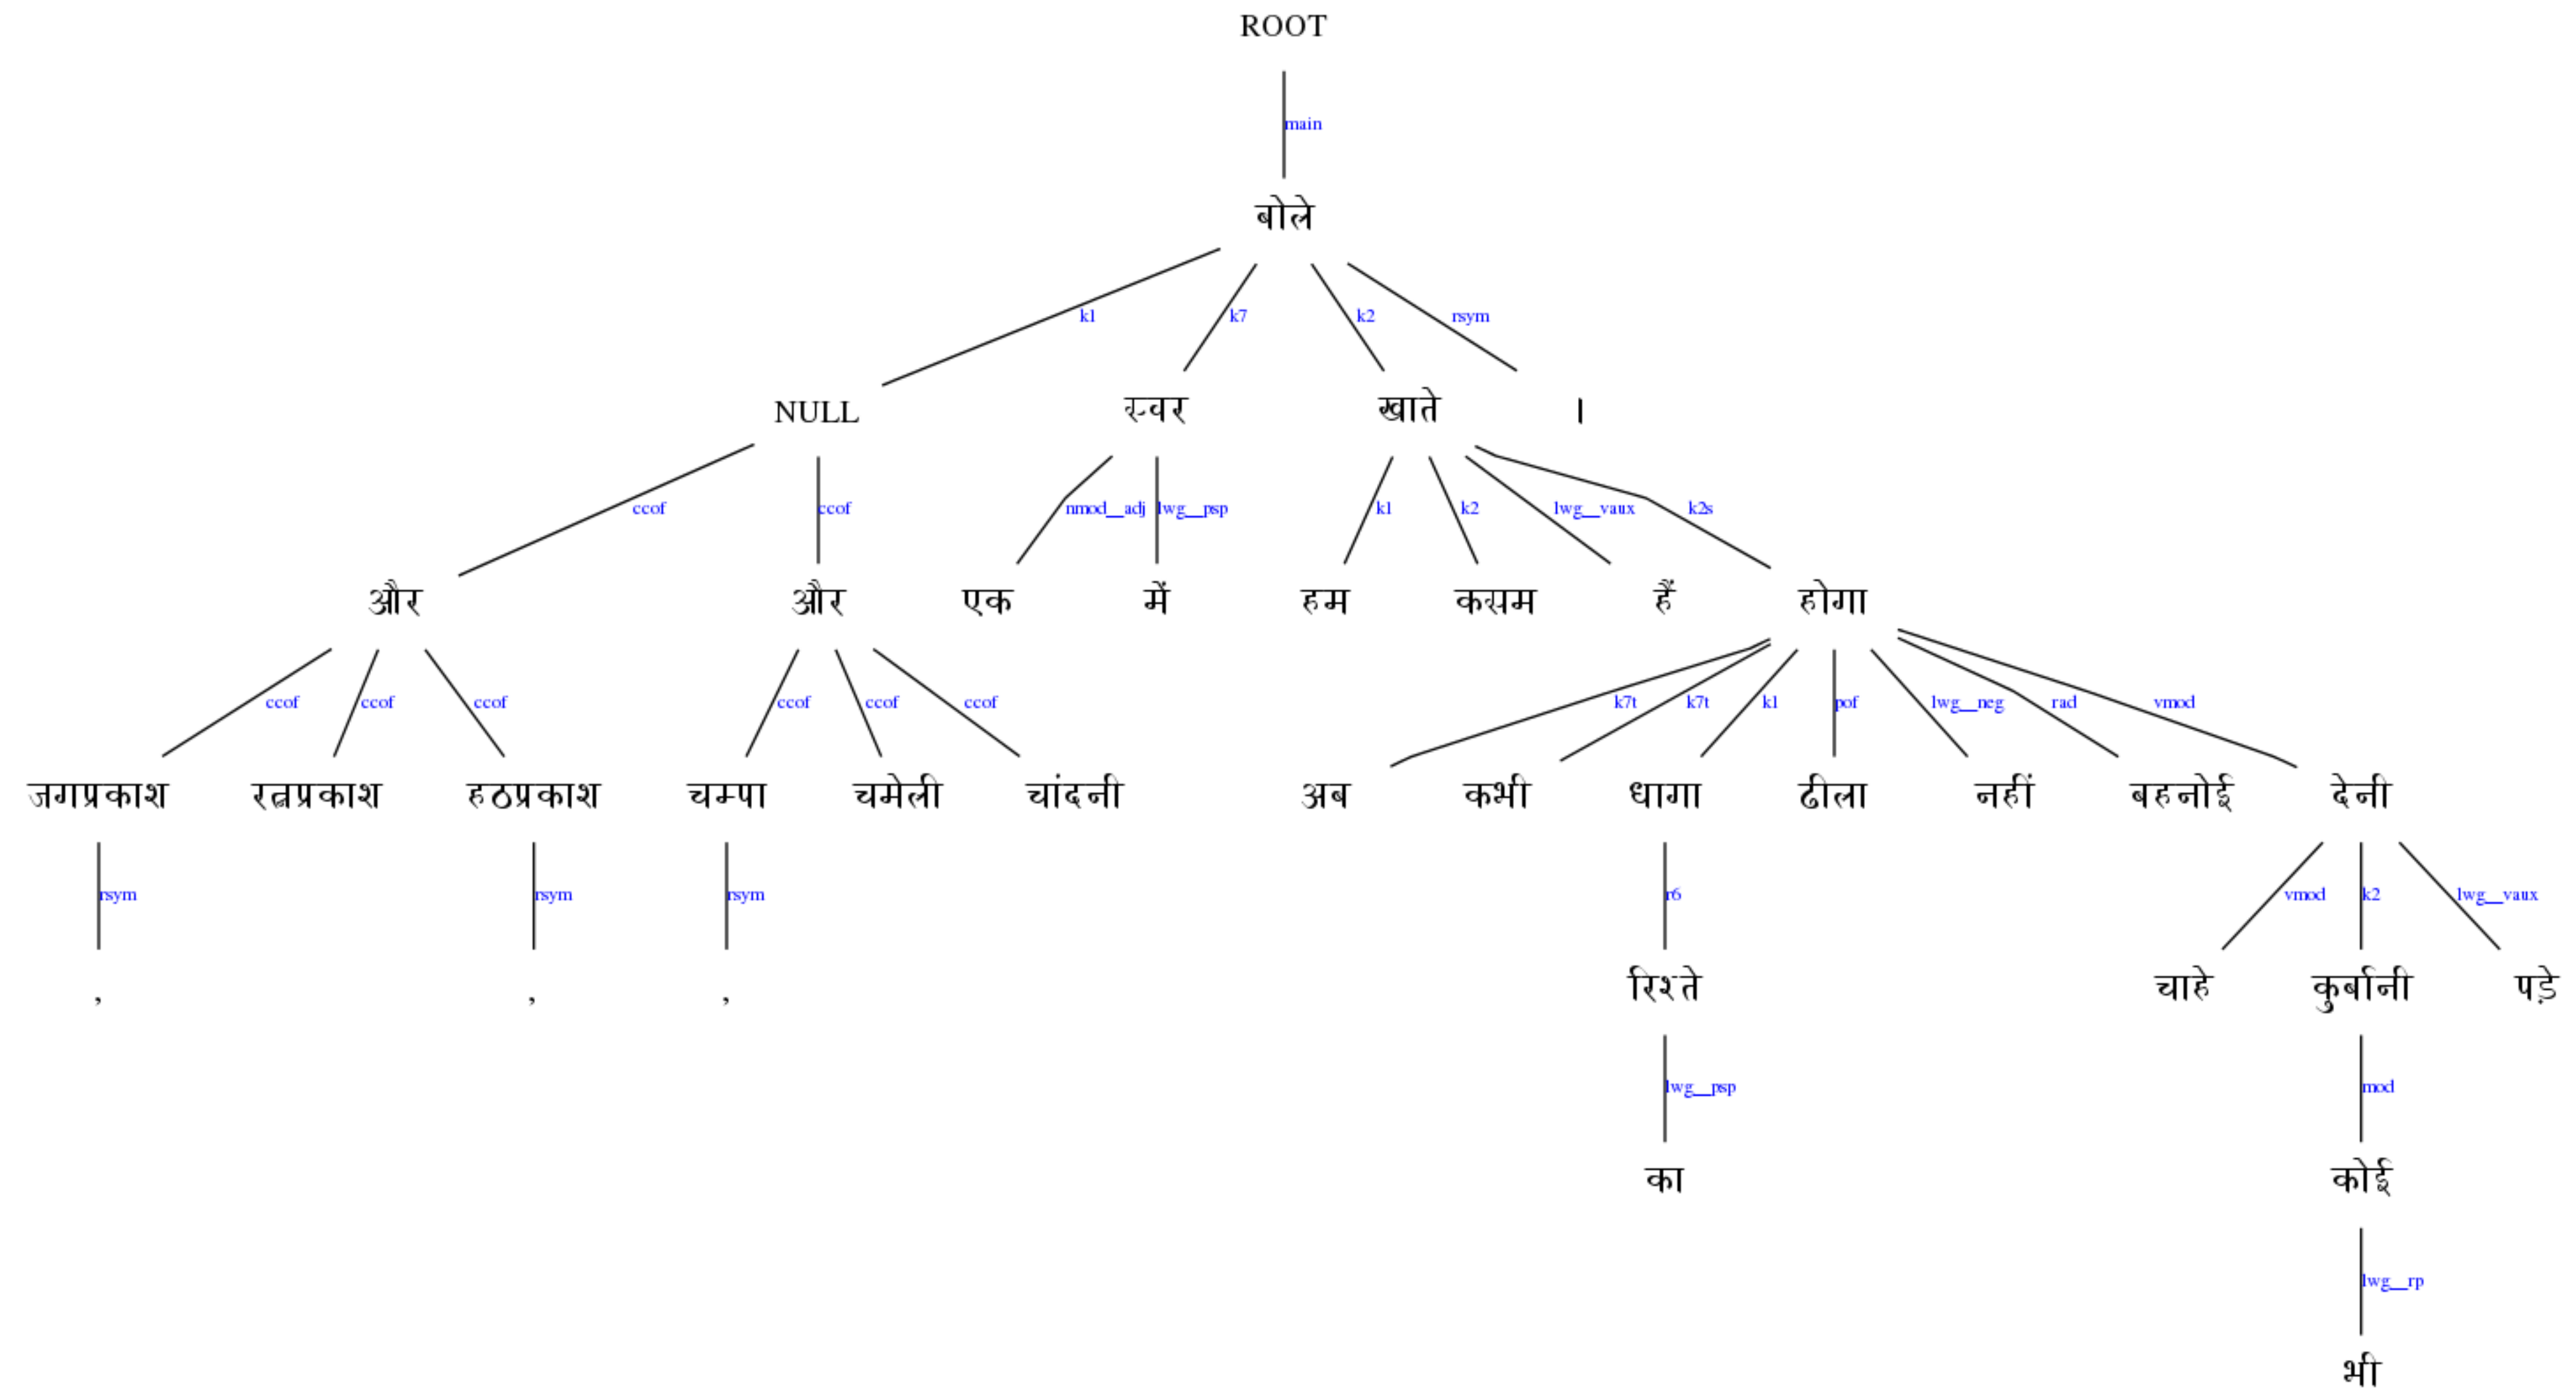 ROOT
main
बोले
k1 k7 k2 rsym
NULL स्वर खाते ।
ccof ccof nmod__adj lwg__psp k1 k2 lwg__vaux k2s
और और एक में हम कसम हैं होगा
ccof ccof ccof ccof ccof ccof k7t k7t k1 pof lwg__neg rad vmod
जगप्रकाश रत्नप्रकाश हठप्रकाश चम्पा चमेली चांदनी अब कभी धागा ढीला नहीं बहनोई देनी
rsym rsym rsym r6 vmod k2 lwg__vaux
, , , रिश्ते चाहे कुर्बानी पड़े
lwg__psp mod
का कोई
lwg__rp
भी